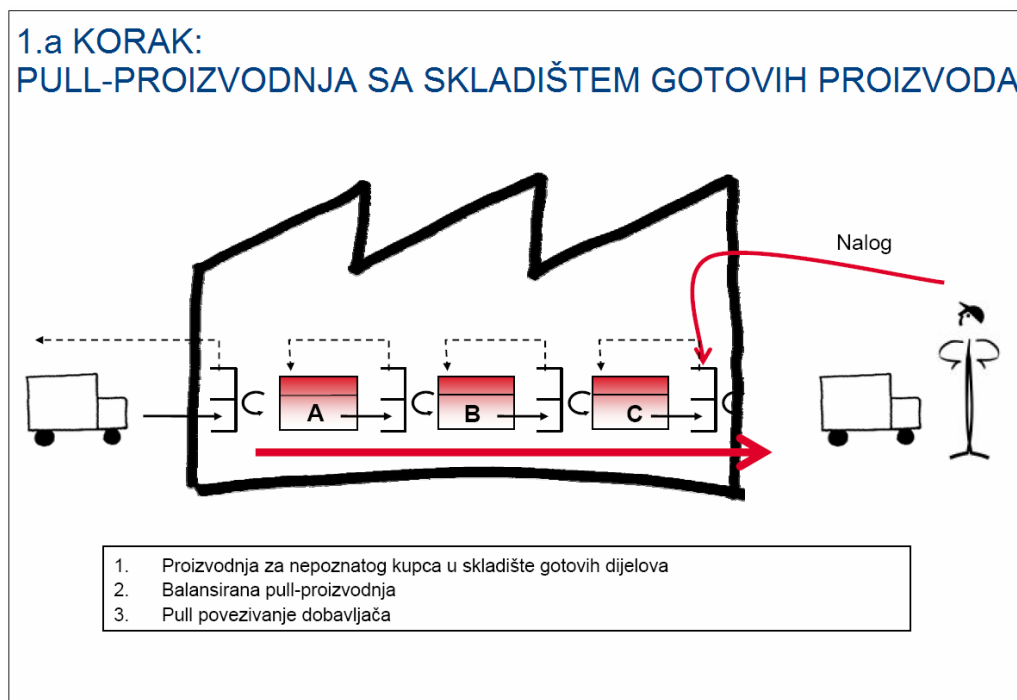 1.a KORAK:
PULL-PROIZVODNJA SA SKLADIŠTEM GOTOVIH PROIZVODA
Nalog
A
B
C
1. Proizvodnja za nepoznatog kupca u skladište gotovih dijelova
2. Balansirana pull-proizvodnja
3. Pull povezivanje dobavljača